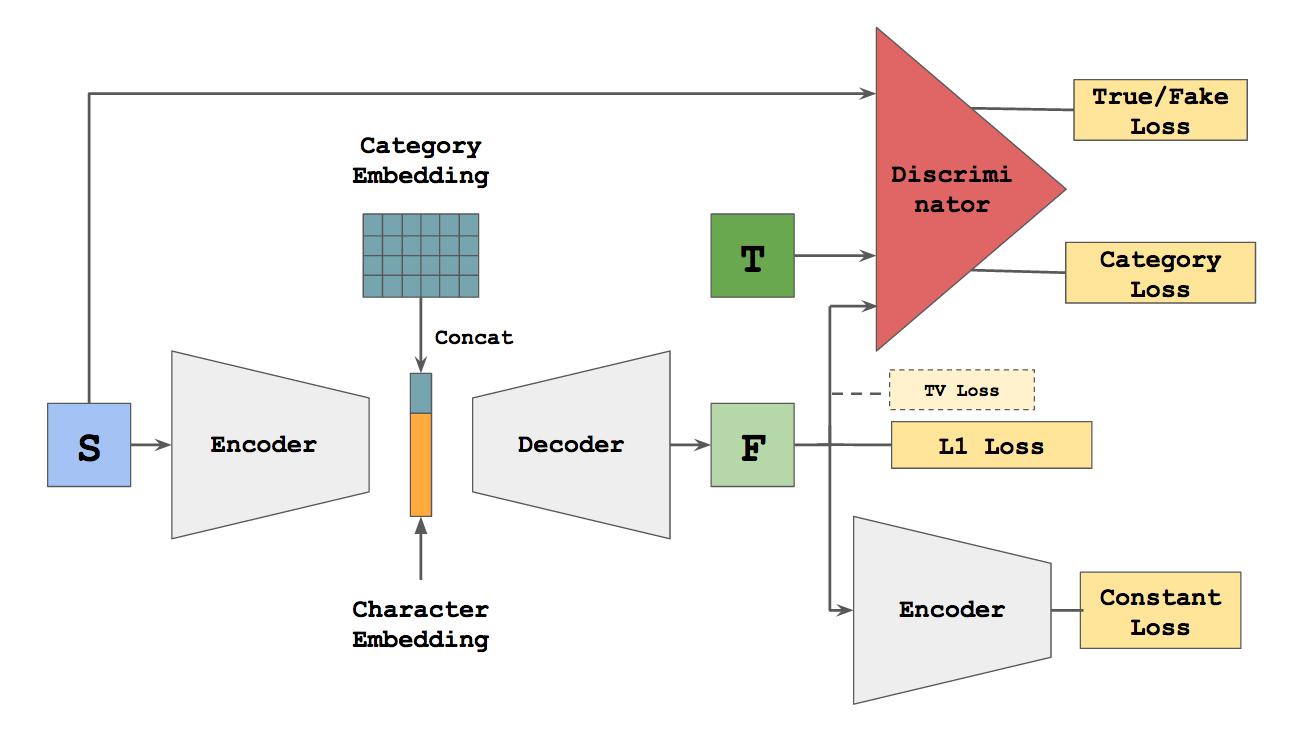 True/Fake
Loss
Category
Embedding
Discrimi
nator
T
Category
Loss
Concat
TV Loss
S
Encoder
Decoder
F
L1 Loss
Character
Embedding
Encoder
Constant
Loss